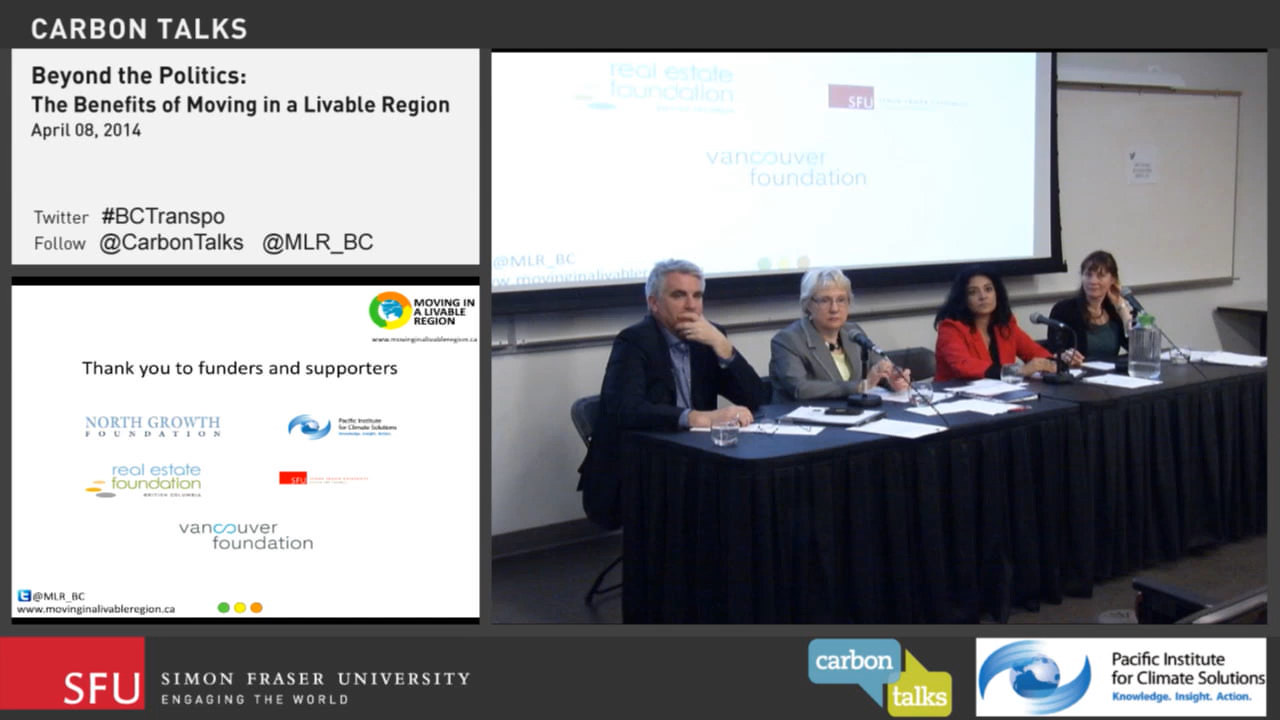 CARBON TALKS
Beyond the Politics:
The Benefits of Moving in a Livable Region
April 08, 2014
Twitter #BCTranspo
Follow @CarbonTalks @MLR_BC
MOVING IN
A LIVABLE
REGION
www.movinginalivableregion.ca
Thank you to funders and supporters
NORTH GROWTH
FOUNDATION
Pacific Institute
for Climate Solutions
Knowledge. Insight. Action.
real estate
foundation
BRITISH COLUMBIA
SFU
vancouver
foundation
@MLR_BC
www.movinginalivableregion.ca
real estate
foundation
SFU
vancouver
foundation
@MLR_BC
SFU
SIMON FRASER UNIVERSITY
ENGAGING THE WORLD
carbon
talks
Pacific Institute
for Climate Solutions
Knowledge. Insight. Action.